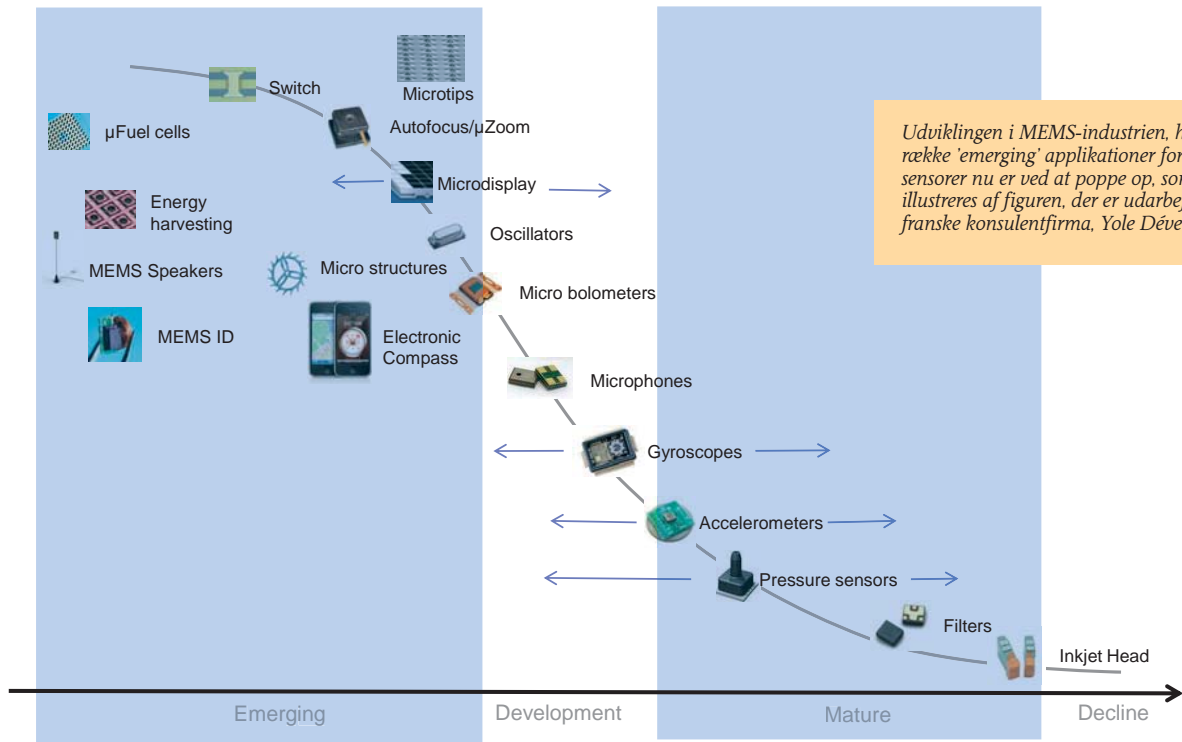 Switch
Microtips
µFuel cells
Autofocus/µZoom
Microdisplay
Energy
harvesting
Oscillators
MEMS Speakers
Micro structures
Micro bolometers
MEMS ID
Electronic
Compass
Microphones
Gyroscopes
Accelerometers
Pressure sensors
Filters
Inkjet Head
Emerging
Development
Mature
Decline
Udviklingen i MEMS-industrien,
række 'emerging' applikationer for
sensorer nu er ved at poppe op,
illustreres af figuren, der er
franske konsulentfirma, Yole